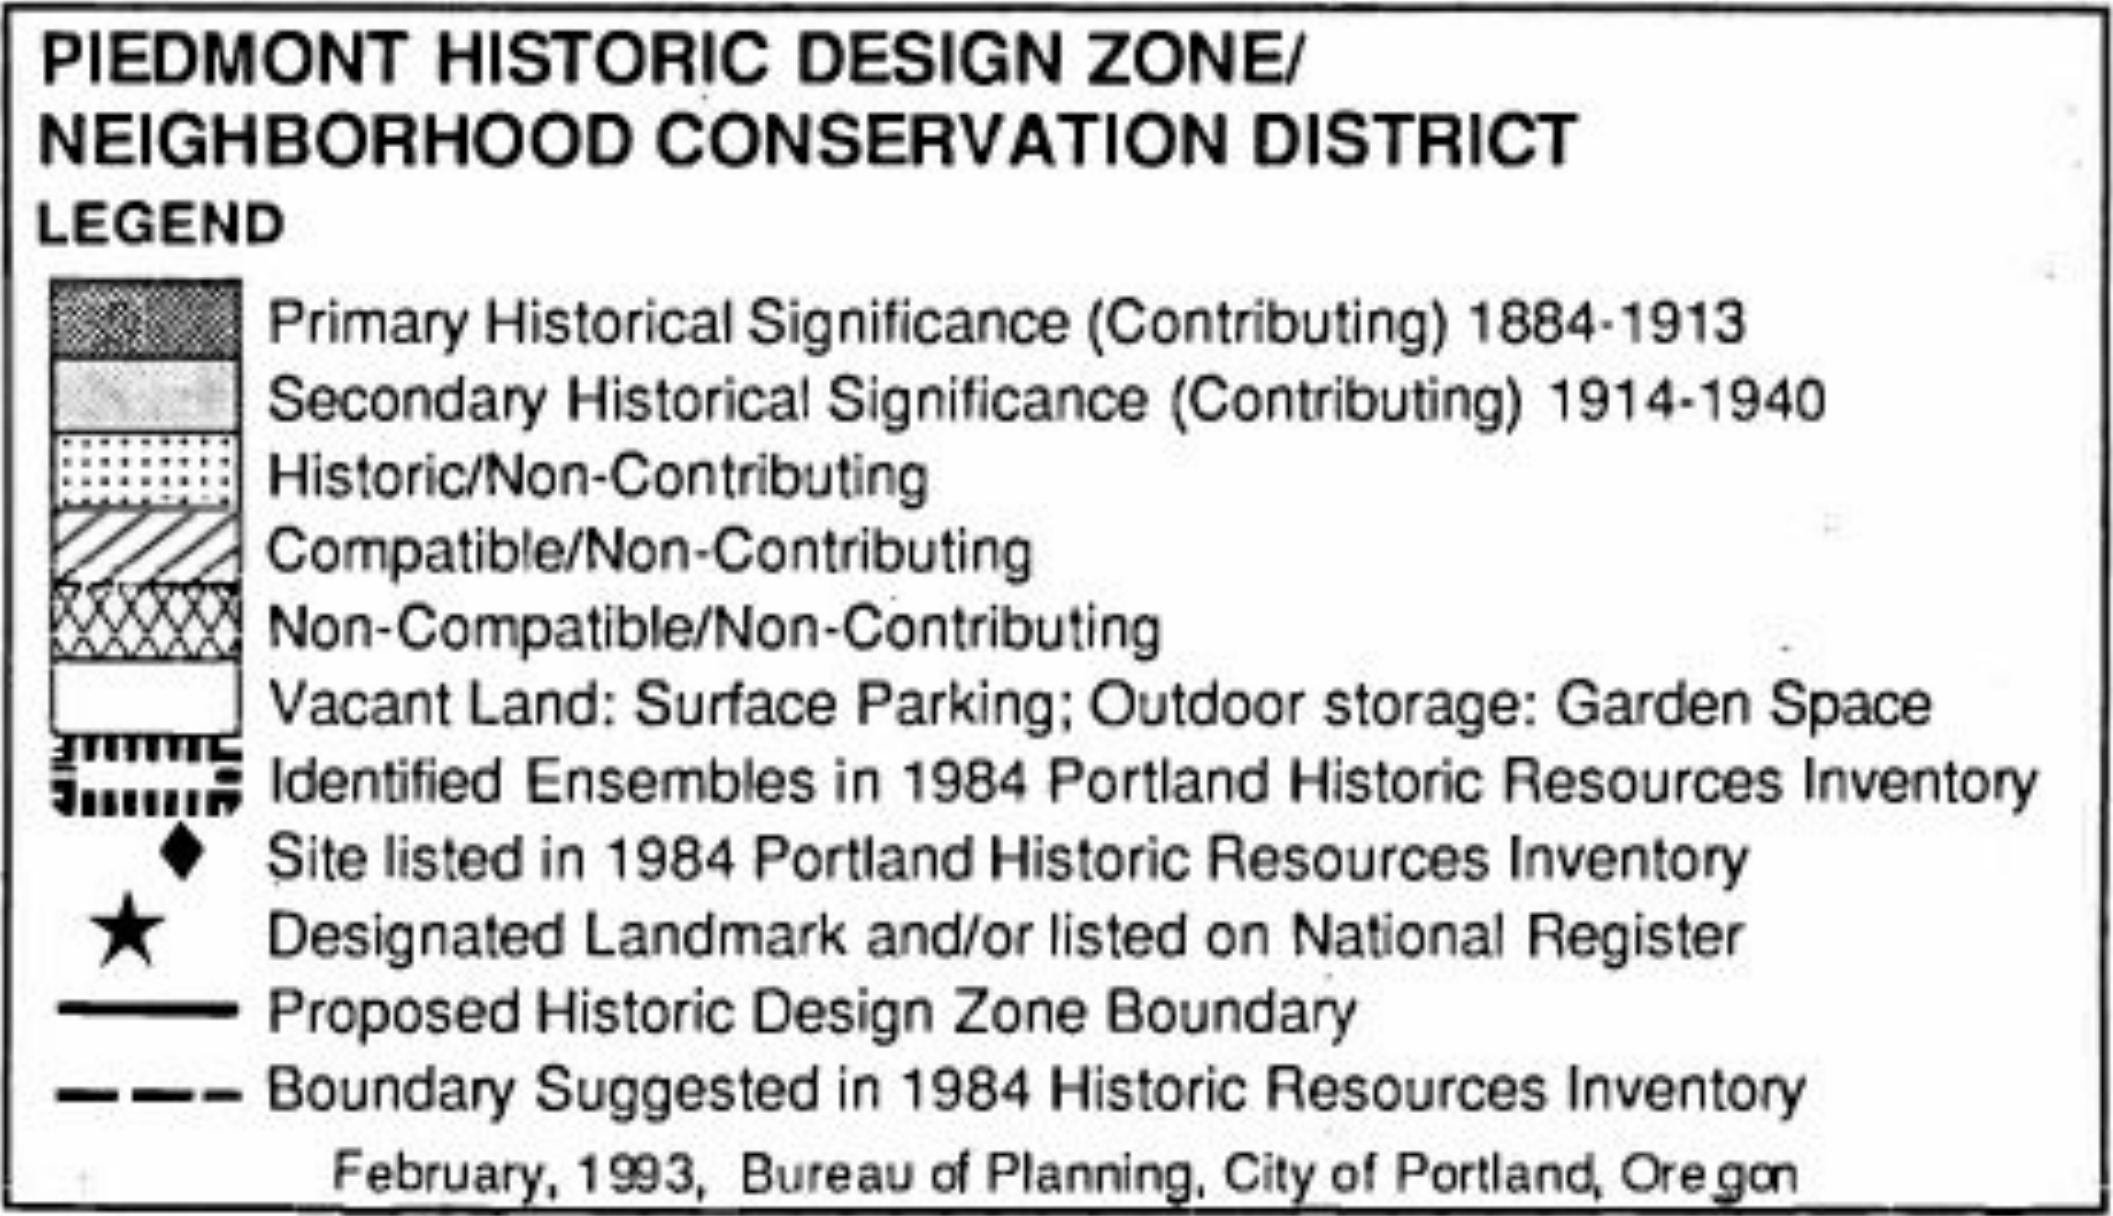 PIEDMONT HISTORIC DESIGN ZONE/
NEIGHBORHOOD CONSERVATION DISTRICT
LEGEND
Primary Historical Significance (Contributing) 1884-1913
Secondary Historical Significance (Contributing) 1914-1940
Historic/Non-Contributing
Compatible/Non-Contributing
Non-Compatible/Non-Contributing
Vacant Land: Surface Parking; Outdoor storage: Garden Space
Identified Ensembles in 1984 Portland Historic Resources Inventory
Site listed in 1984 Portland Historic Resources Inventory
Designated Landmark and/or listed on National Register
Proposed Historic Design Zone Boundary
Boundary Suggested in 1984 Historic Resources Inventory
February, 1993, Bureau of Planning, City of Portland, Oregon